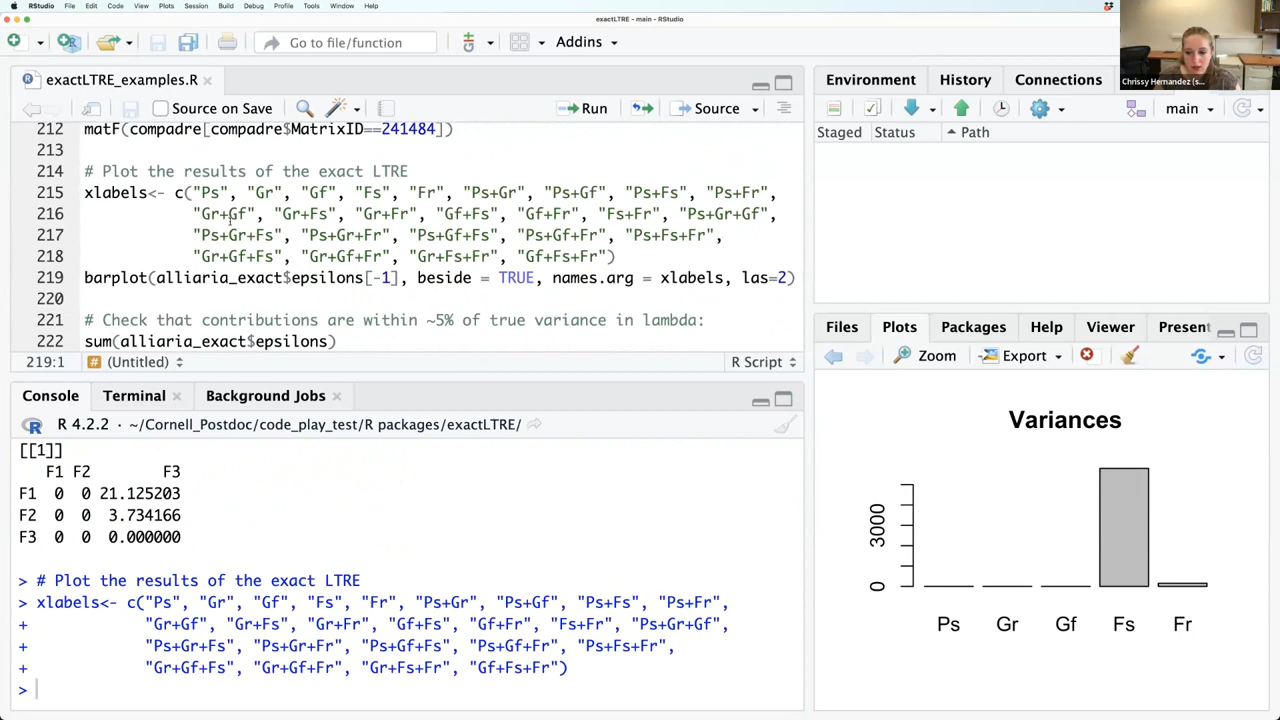 RStudio File Edit Code View Plots Session Build Debug Profile Tools Window Help
exactLTRE - main - RStudio
Go to file/function Addins
exactLTRE_examples.R
Source on Save Run Source
212 matF(compadre[compadre$MatrixID==241484])
213
214 # Plot the results of the exact LTRE
215 xlabels<- c("Ps", "Gr", "Gf", "Fs", "Fr", "Ps+Gr", "Ps+Gf", "Ps+Fs", "Ps+Fr",
216 "Gr+Gf", "Gr+Fs", "Gr+Fr", "Gf+Fs", "Gf+Fr", "Fs+Fr", "Ps+Gr+Gf",
217 "Ps+Gr+Fs", "Ps+Gr+Fr", "Ps+Gf+Fs", "Ps+Gf+Fr", "Ps+Fs+Fr",
218 "Gr+Gf+Fs", "Gr+Gf+Fr", "Gr+Fs+Fr", "Gf+Fs+Fr")
219 barplot(alliaria_exact$epsilons[-1], beside = TRUE, names.arg = xlabels, las=2)
220
221 # Check that contributions are within ~5% of true variance in lambda:
222 sum(alliaria_exact$epsilons)
219:1 # (Untitled) R Script
Console Terminal Background Jobs
R 4.2.2 · ~/Cornell_Postdoc/code_play_test/R packages/exactLTRE/
[[1]]
F1 F2 F3
F1 0 0 21.125203
F2 0 0 3.734166
F3 0 0 0.000000
> # Plot the results of the exact LTRE
> xlabels<- c("Ps", "Gr", "Gf", "Fs", "Fr", "Ps+Gr", "Ps+Gf", "Ps+Fs", "Ps+Fr",
+ "Gr+Gf", "Gr+Fs", "Gr+Fr", "Gf+Fs", "Gf+Fr", "Fs+Fr", "Ps+Gr+Gf",
+ "Ps+Gr+Fs", "Ps+Gr+Fr", "Ps+Gf+Fs", "Ps+Gf+Fr", "Ps+Fs+Fr",
+ "Gr+Gf+Fs", "Gr+Gf+Fr", "Gr+Fs+Fr", "Gf+Fs+Fr")
>
Chrissy Hernandez (s...
Environment History Connections
main
Staged Status Path
Files Plots Packages Help Viewer Present
Zoom Export
Variances
3000
0
Ps Gr Gf Fs Fr